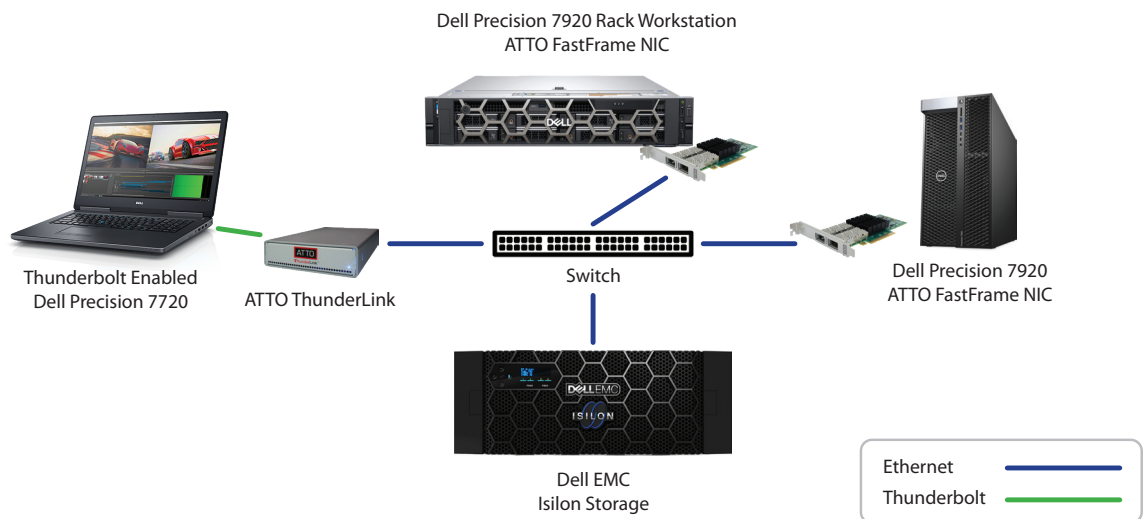 Dell Precision 7920 Rack Workstation
ATTO FastFrame NIC
DELL
Thunderbolt Enabled
Dell Precision 7720
ATTO
ThunderLink
ATTO ThunderLink
Switch
Dell Precision 7920
ATTO FastFrame NIC
DELL EMC
ISILON
Dell EMC
Isilon Storage
Ethernet
Thunderbolt